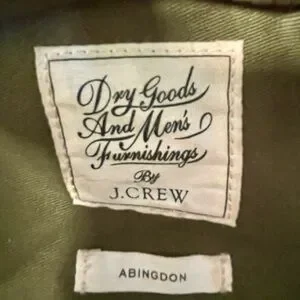 Dry Goods
And Men's
Furnishings
By
J.CREW
ABINGDON